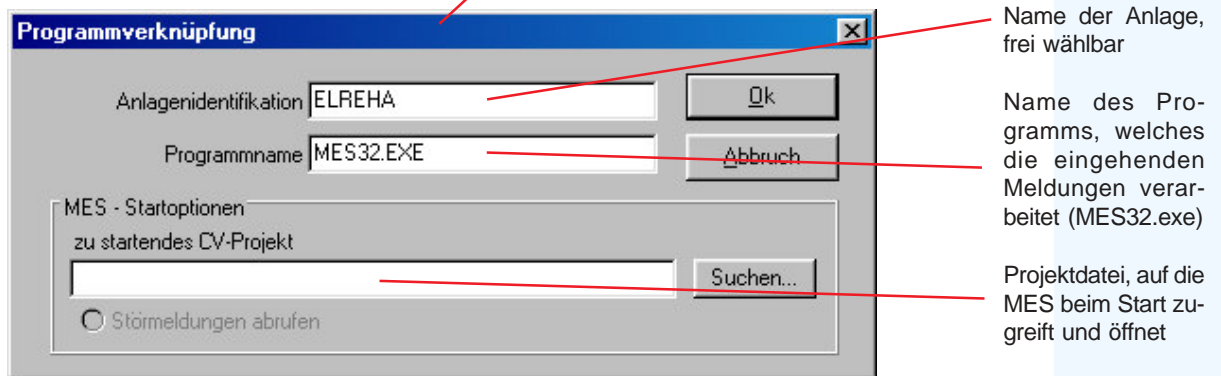 Programmverknüpfung
Anlagenidentifikation ELREHA Ok
Programmname MES32.EXE Abbruch
MES - Startoptionen
zu startendes CV-Projekt
Suchen...
Störmeldungen abrufen
Name der Anlage,
frei wählbar
Name des Pro-
gramms, welches
die eingehenden
Meldungen verar-
beitet (MES32.exe)
Projektdatei, auf die
MES beim Start zu-
greift und öffnet